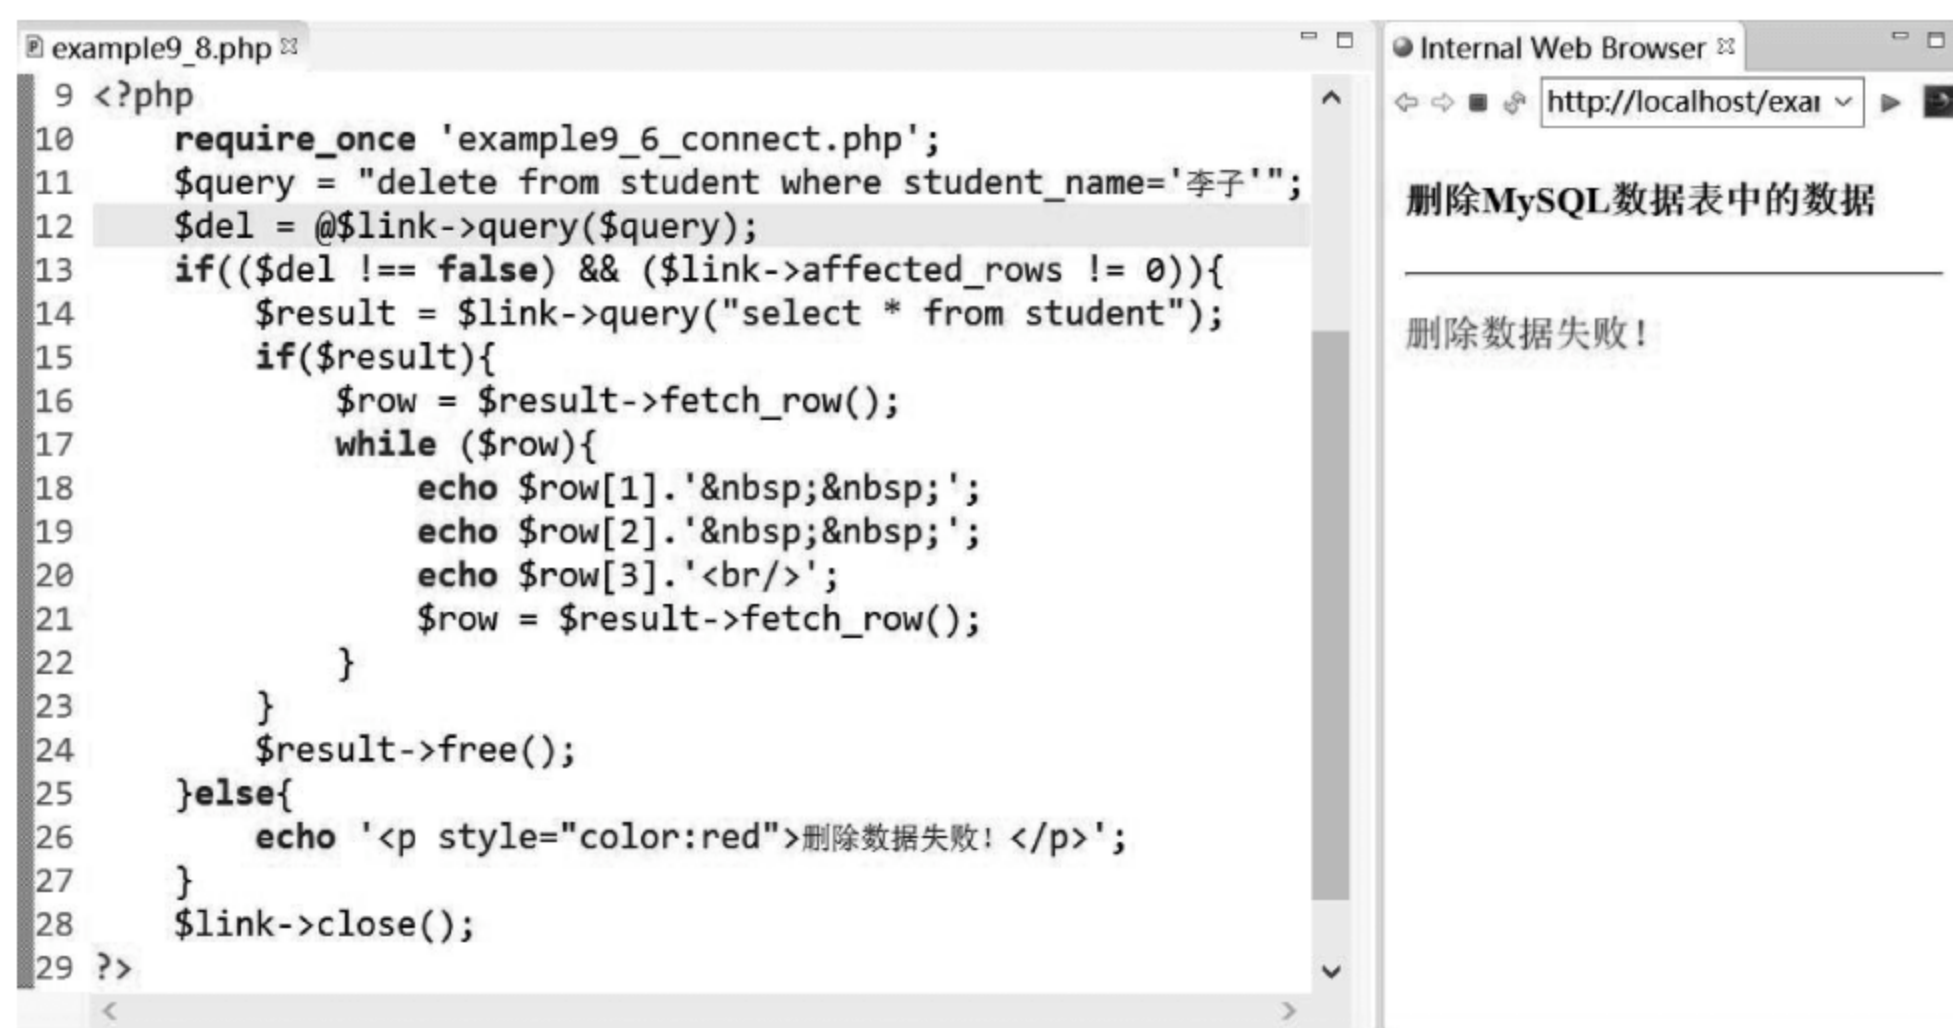 example9_8.php
9 <?php
10 require_once 'example9_6_connect.php';
11 $query = "delete from student where student_name='李子'";
12 $del = @$link->query($query);
13 if(($del !== false) && ($link->affected_rows != 0)){
14 $result = $link->query("select * from student");
15 if($result){
16 $row = $result->fetch_row();
17 while ($row){
18 echo $row[1].'&nbsp;&nbsp;';
19 echo $row[2].'&nbsp;&nbsp;';
20 echo $row[3].'<br/>';
21 $row = $result->fetch_row();
22 }
23 }
24 $result->free();
25 }else{
26 echo '<p style="color:red">删除数据失败！</p>';
27 }
28 $link->close();
29 ?>
Internal Web Browser
http://localhost/exai
删除MySQL数据表中的数据
删除数据失败！